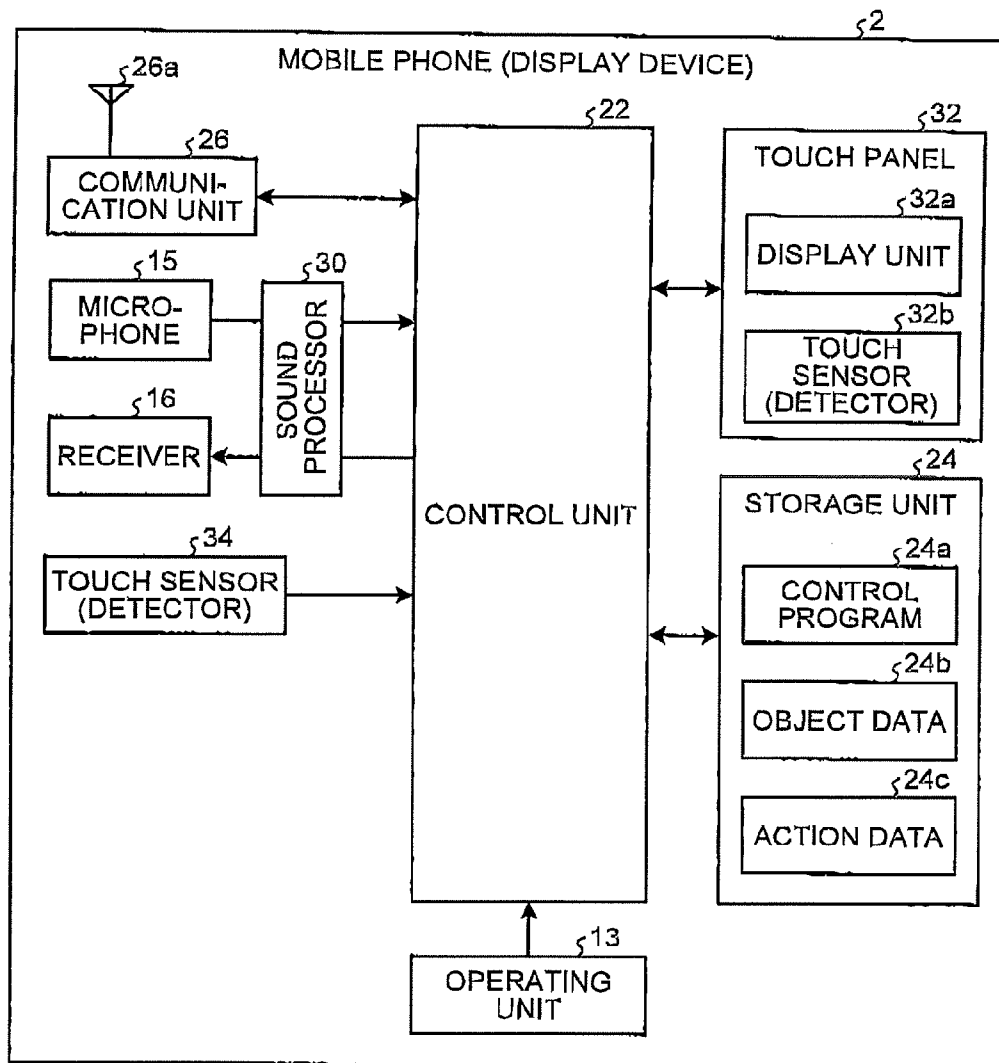 2
MOBILE PHONE (DISPLAY DEVICE)
26a
26
COMMUNI-
CATION UNIT
15
MICRO-
PHONE
30
SOUND
PROCESSOR
16
RECEIVER
34
TOUCH SENSOR
(DETECTOR)
22
CONTROL UNIT
32
TOUCH PANEL
32a
DISPLAY UNIT
32b
TOUCH
SENSOR
(DETECTOR)
24
STORAGE UNIT
24a
CONTROL
PROGRAM
24b
OBJECT DATA
24c
ACTION DATA
13
OPERATING
UNIT